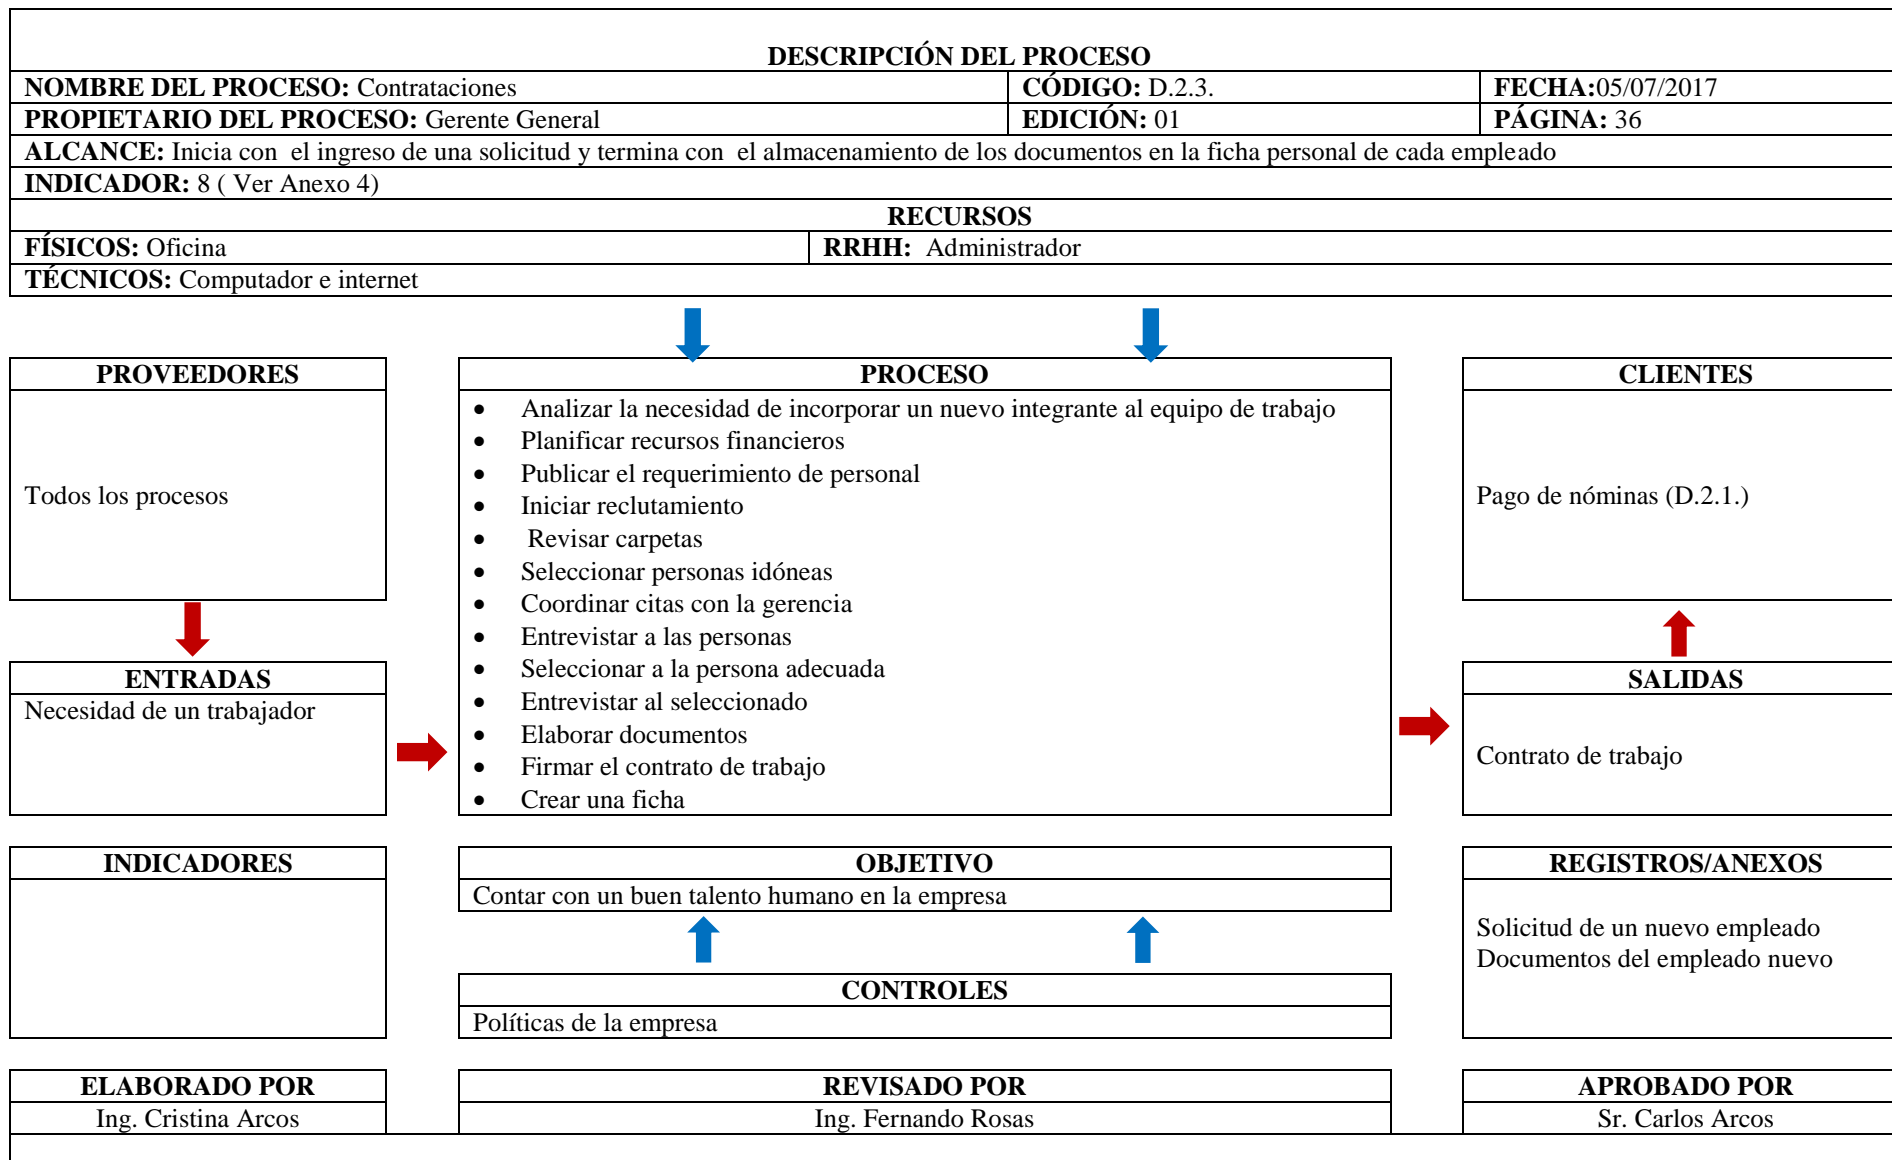 DESCRIPCIÓN DEL PROCESO
NOMBRE DEL PROCESO: Contrataciones CÓDIGO: D.2.3. FECHA:05/07/2017
PROPIETARIO DEL PROCESO: Gerente General EDICIÓN: 01 PÁGINA: 36
ALCANCE: Inicia con el ingreso de una solicitud y termina con el almacenamiento de los documentos en la ficha personal de cada empleado
INDICADOR: 8 ( Ver Anexo 4)
RECURSOS
FÍSICOS: Oficina RRHH: Administrador
TÉCNICOS: Computador e internet
PROVEEDORES
Todos los procesos
ENTRADAS
Necesidad de un trabajador
PROCESO
• Analizar la necesidad de incorporar un nuevo integrante al equipo de trabajo
• Planificar recursos financieros
• Publicar el requerimiento de personal
• Iniciar reclutamiento
• Revisar carpetas
• Seleccionar personas idóneas
• Coordinar citas con la gerencia
• Entrevistar a las personas
• Seleccionar a la persona adecuada
• Entrevistar al seleccionado
• Elaborar documentos
• Firmar el contrato de trabajo
• Crear una ficha
CLIENTES
Pago de nóminas (D.2.1.)
SALIDAS
Contrato de trabajo
INDICADORES
OBJETIVO
Contar con un buen talento humano en la empresa
CONTROLES
Políticas de la empresa
REGISTROS/ANEXOS
Solicitud de un nuevo empleado
Documentos del empleado nuevo
ELABORADO POR
Ing. Cristina Arcos
REVISADO POR
Ing. Fernando Rosas
APROBADO POR
Sr. Carlos Arcos